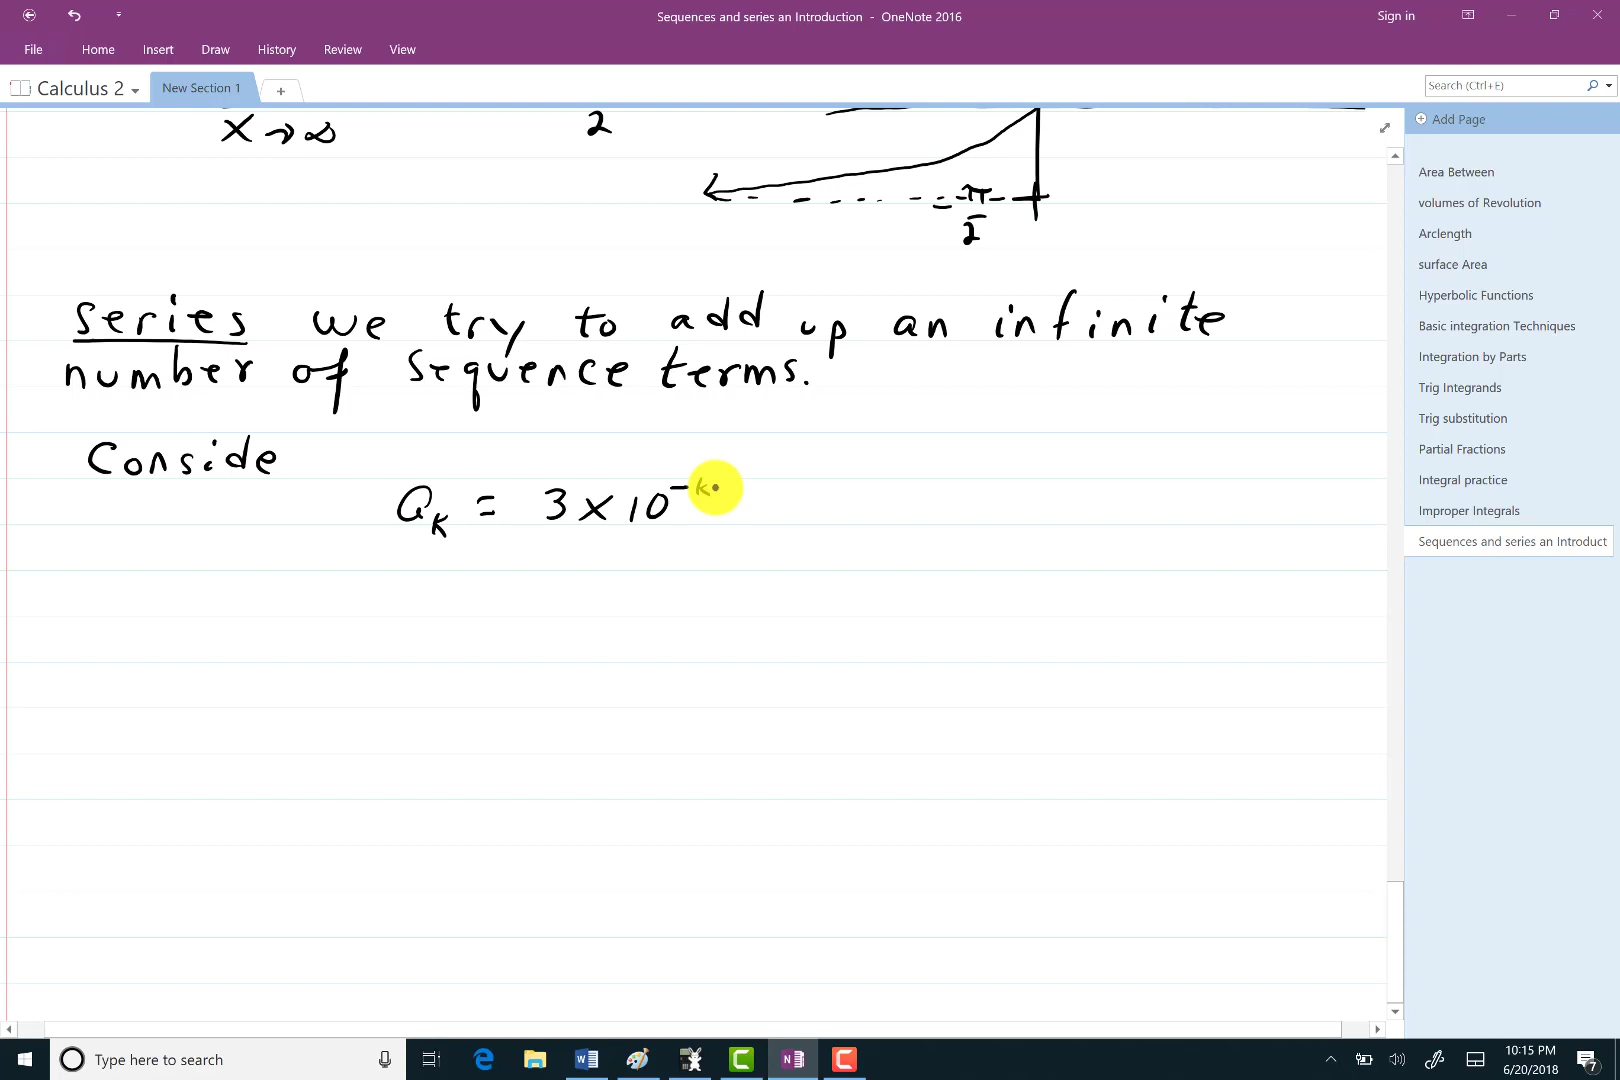 Sequences and series an Introduction - OneNote 2016
Sign in
File Home Insert Draw History Review View
Calculus 2 New Section 1
Search (Ctrl+E)
Add Page
x → ∞ 2
π
2
Series we try to add up an infinite
number of sequence terms.
Conside
a_k = 3 × 10^-k
Area Between
volumes of Revolution
Arclength
surface Area
Hyperbolic Functions
Basic integration Techniques
Integration by Parts
Trig Integrands
Trig substitution
Partial Fractions
Integral practice
Improper Integrals
Sequences and series an Introduct
Type here to search
10:15 PM
6/20/2018
7